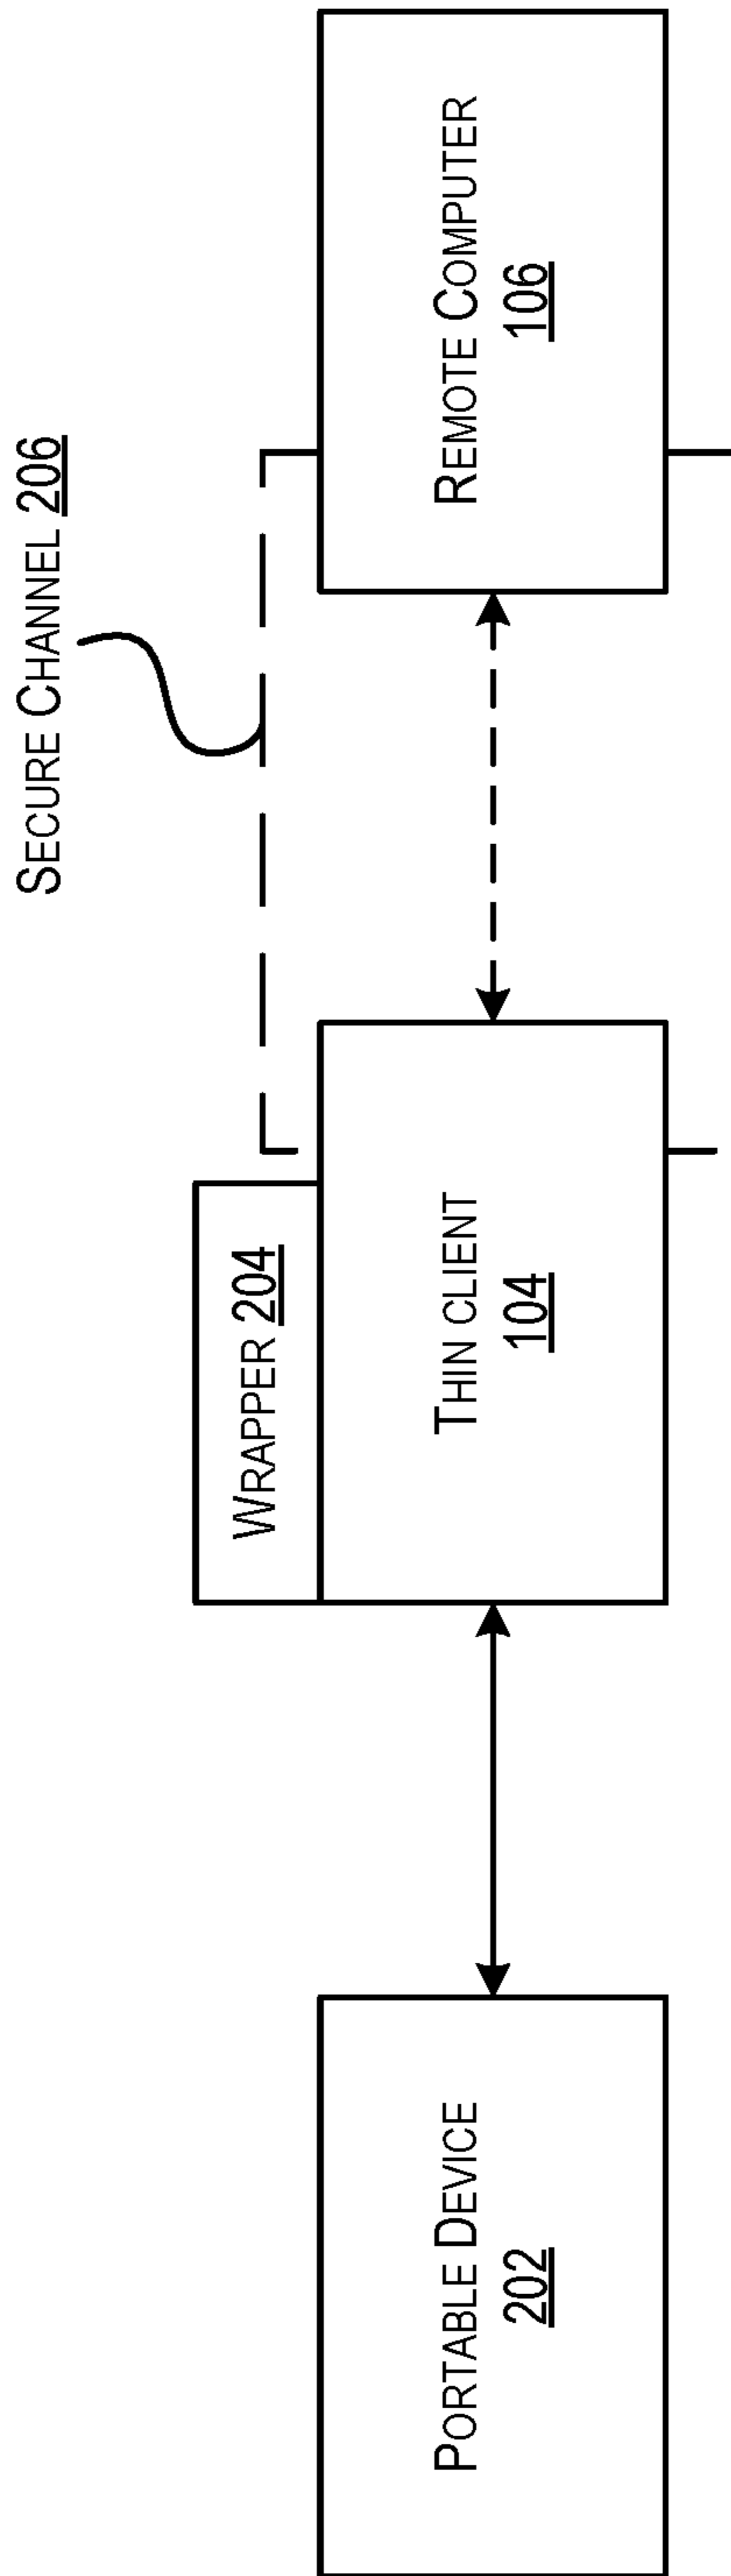 SECURE CHANNEL 206
WRAPPER 204
PORTABLE DEVICE
202
THIN CLIENT
104
REMOTE COMPUTER
106